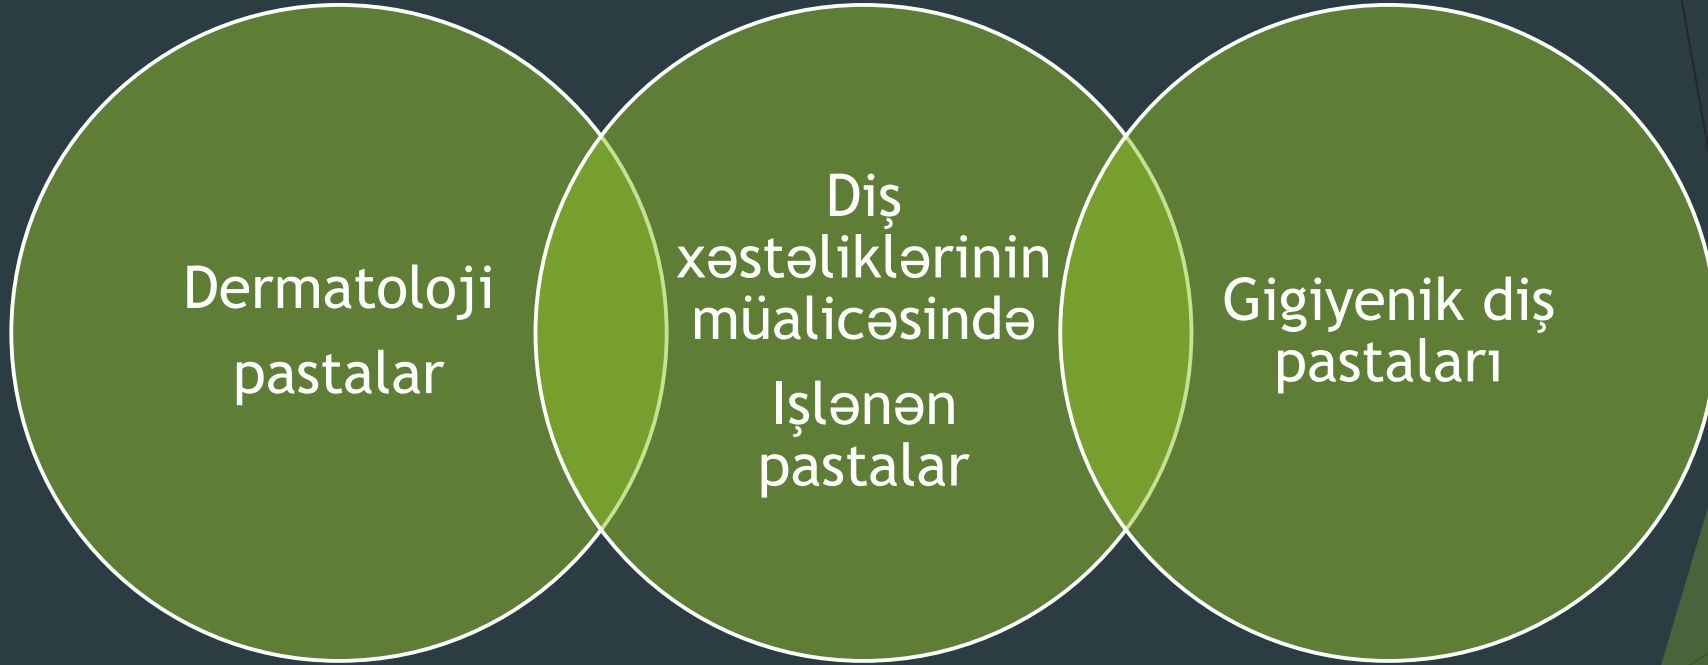 Dermatoloji
pastalar
Diş
xəstəliklərinin
müalicəsində
Işlənən
pastalar
Gigiyenik diş
pastaları